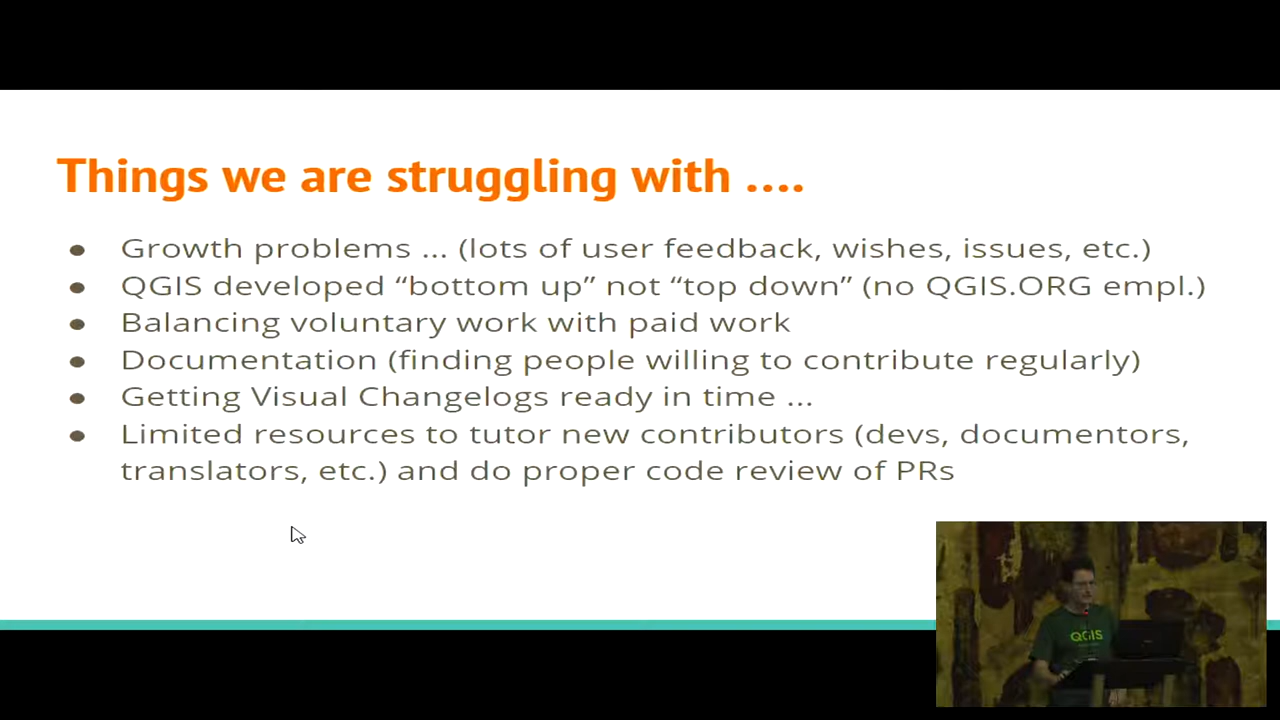 Things we are struggling with ....
● Growth problems ... (lots of user feedback, wishes, issues, etc.)
● QGIS developed “bottom up” not “top down” (no QGIS.ORG empl.)
● Balancing voluntary work with paid work
● Documentation (finding people willing to contribute regularly)
● Getting Visual Changelogs ready in time ...
● Limited resources to tutor new contributors (devs, documentors,
translators, etc.) and do proper code review of PRs
QGIS